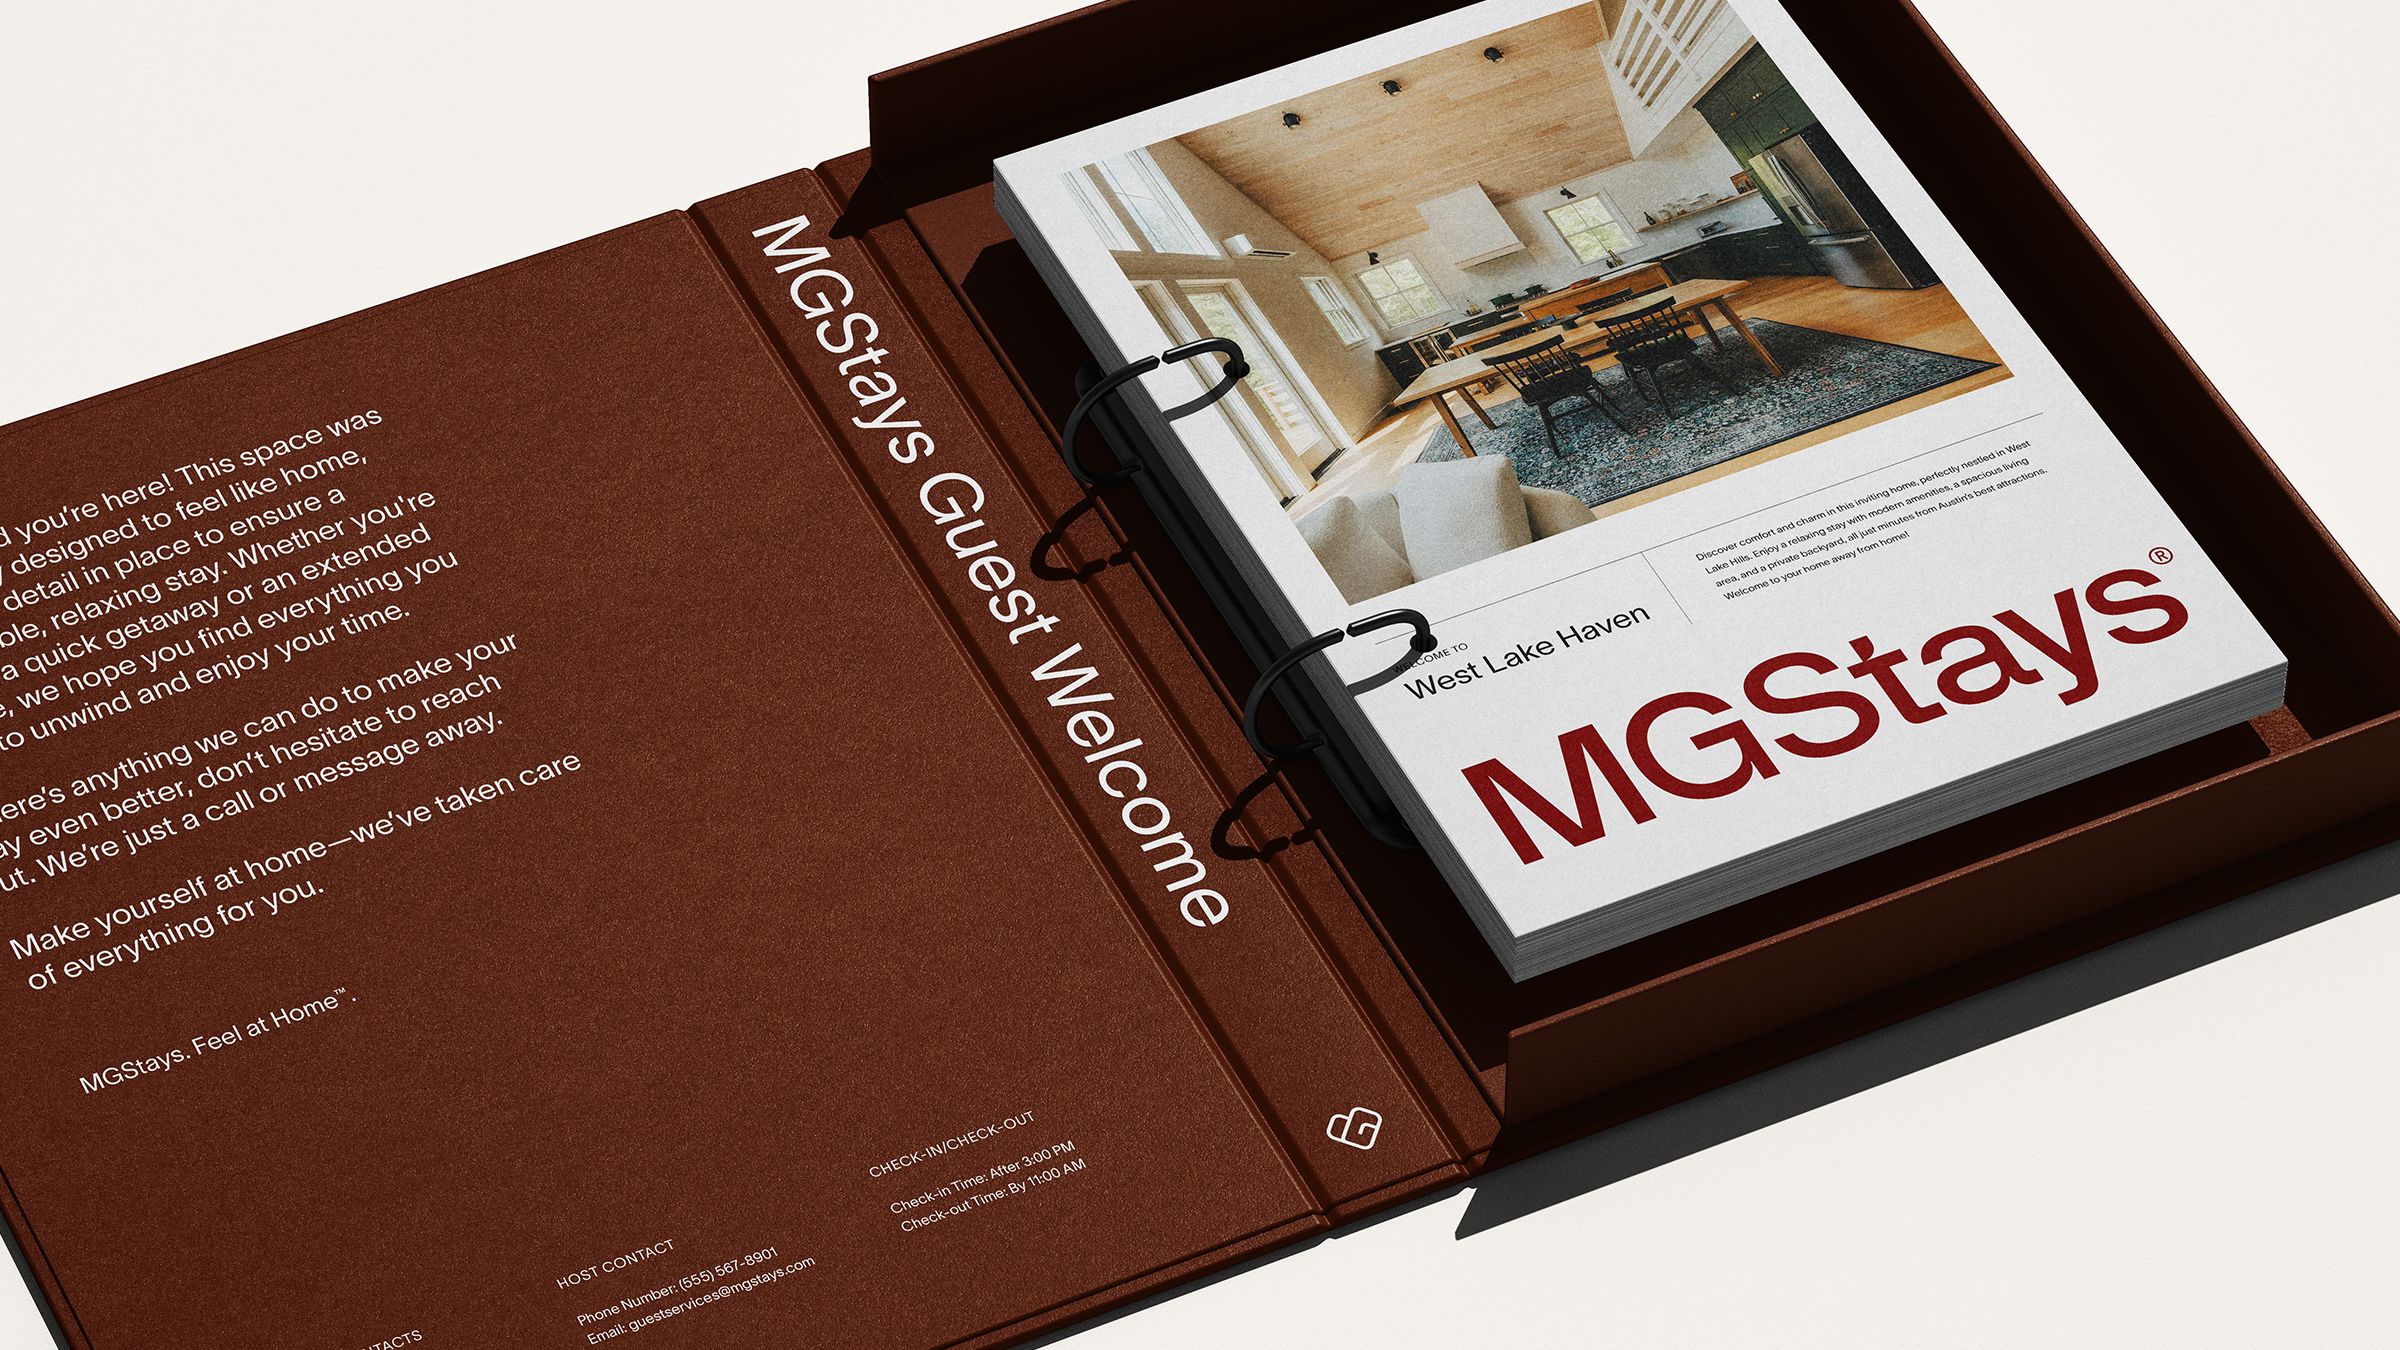 d you're here! This space was
designed to feel like home,
detail in place to ensure a
ole, relaxing stay. Whether you're
a quick getaway or an extended
e, we hope you find everything you
to unwind and enjoy your time.
ere's anything we can do to make your
ay even better, don't hesitate to reach
ut. We're just a call or message away.
Make yourself at home—we've taken care
of everything for you.
MGStays. Feel at Home™.
NTACTS
HOST CONTACT
Phone Number: (555) 567-8901
Email: guestservices@mgstays.com
CHECK-IN/CHECK-OUT
Check-in Time: After 3:00 PM
Check-out Time: By 11:00 AM
MGStays Guest Welcome
Discover comfort and charm in this inviting home, perfectly nestled in West
Lake Hills. Enjoy a relaxing stay with modern amenities, a spacious living
area, and a private backyard, all just minutes from Austin's best attractions.
Welcome to your home away from home!
WELCOME TO
West Lake Haven
MGStays®